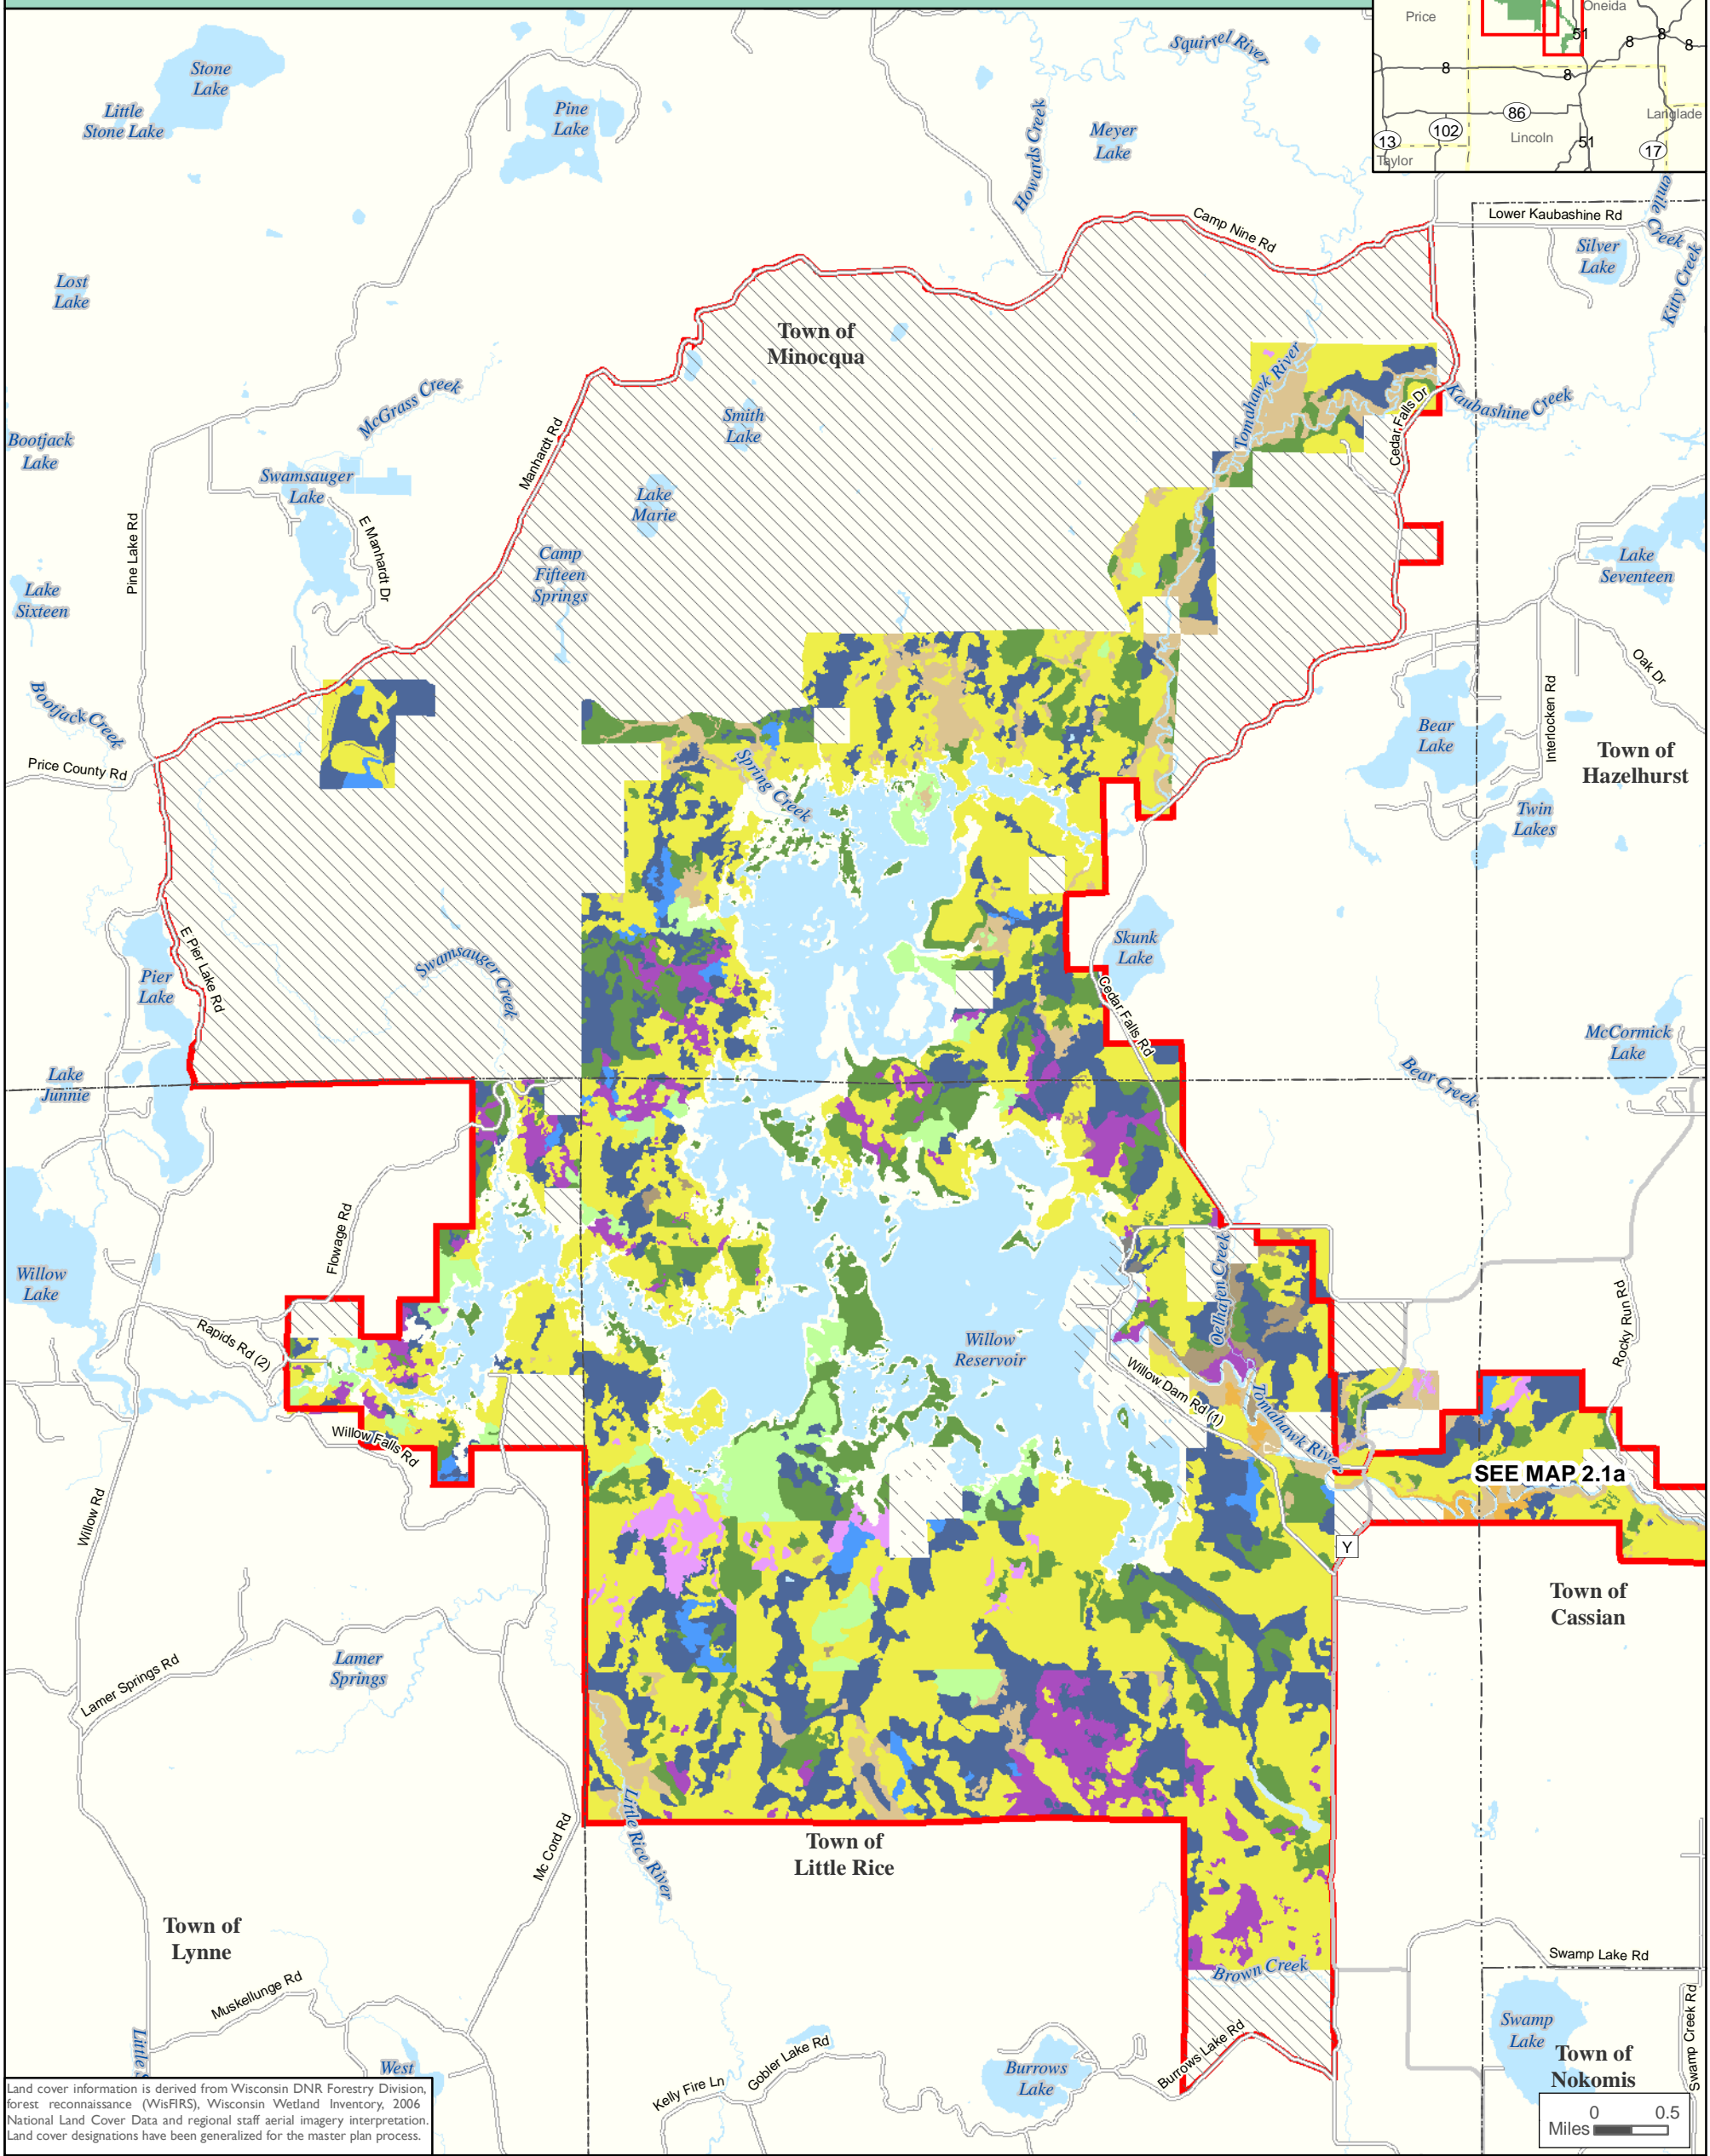 Price
Oneida
51
8
8
8
8
86
Langlade
13
102
Lincoln
51
17
Taylor
Squirrel River
Stone
Lake
Little
Stone Lake
Pine
Lake
Howards Creek
Meyer
Lake
Camp Nine Rd
Lower Kaubashine Rd
Creek
Silver
Lake
Kitty Creek
Lost
Lake
Town of
Minocqua
McGrass Creek
Manhardt Rd
Smith
Lake
Tomahawk River
Cedar Falls Dr
Kaubashine Creek
Bootjack
Lake
Swamsauger
Lake
Lake
Marie
Pine Lake Rd
E Manhardt Dr
Camp
Fifteen
Springs
Lake
Seventeen
Lake
Sixteen
Oak Dr
Interlocken Rd
Bootjack Creek
Bear
Lake
Town of
Hazelhurst
Price County Rd
Spring Creek
Twin
Lakes
Skunk
Lake
Swamsauger Creek
E Pier Lake Rd
Pier
Lake
Cedar Falls Rd
McCormick
Lake
Lake
Junnie
Bear Creek
Flowage Rd
Oelhafen Creek
Willow
Lake
Rapids Rd (2)
Willow
Reservoir
Rocky Run Rd
Willow Dam Rd (1)
Tomahawk River
Willow Falls Rd
SEE MAP 2.1a
Willow Rd
Y
Town of
Cassian
Lamer
Springs
Lamer Springs Rd
Mc Cord Rd
Little Rice River
Town of
Little Rice
Town of
Lynne
Swamp Lake Rd
Brown Creek
Muskellunge Rd
Swamp Creek Rd
Little
Swamp
Lake
Town of
Nokomis
West
Gobler Lake Rd
Burrows
Lake
Burrows Lake Rd
Kelly Fire Ln
Land cover information is derived from Wisconsin DNR Forestry Division,
forest reconnaissance (WisFIRS), Wisconsin Wetland Inventory, 2006
National Land Cover Data and regional staff aerial imagery interpretation.
Land cover designations have been generalized for the master plan process.
0 0.5
Miles